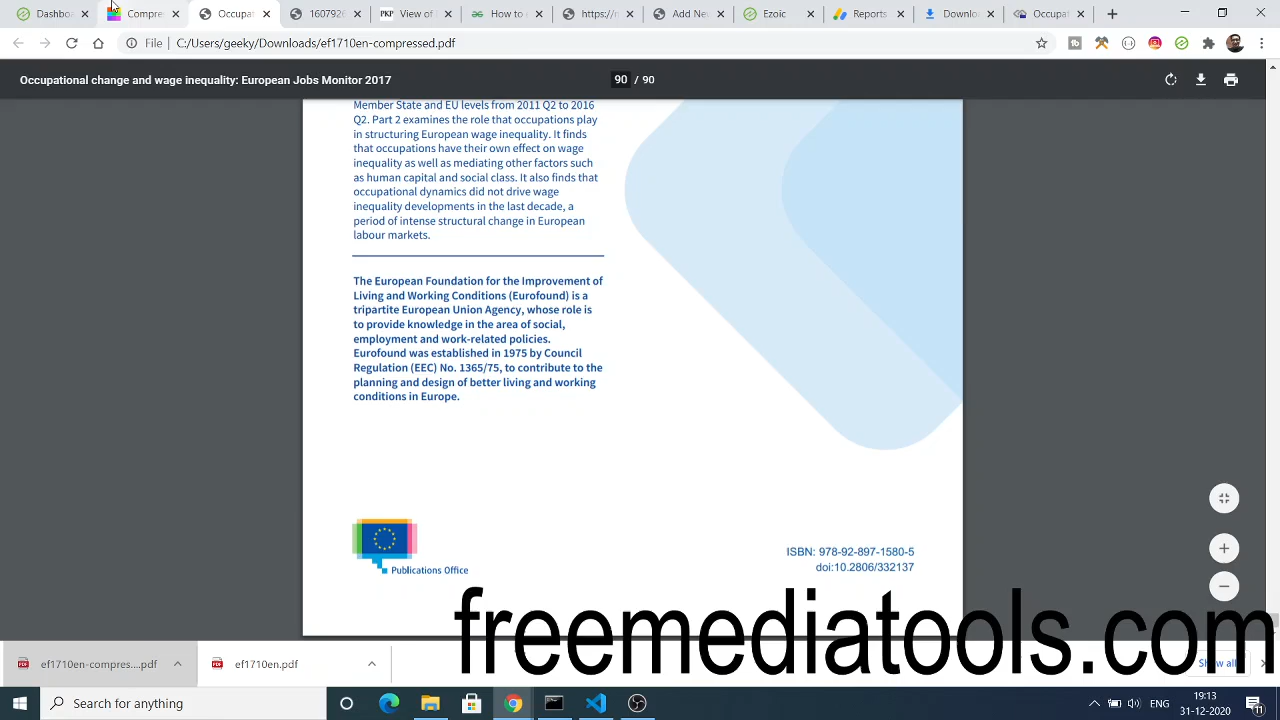 Dashbo
Compre
Occupat
1607926
View of
How to
https://n
Add Ne
Ezoic
Reports
Downlo
Occupat
File
C:/Users/geeky/Downloads/ef1710en-compressed.pdf
Occupational change and wage inequality: European Jobs Monitor 2017
90 / 90
Member State and EU levels from 2011 Q2 to 2016
Q2. Part 2 examines the role that occupations play
in structuring European wage inequality. It finds
that occupations have their own effect on wage
inequality as well as mediating other factors such
as human capital and social class. It also finds that
occupational dynamics did not drive wage
inequality developments in the last decade, a
period of intense structural change in European
labour markets.
The European Foundation for the Improvement of
Living and Working Conditions (Eurofound) is a
tripartite European Union Agency, whose role is
to provide knowledge in the area of social,
employment and work-related policies.
Eurofound was established in 1975 by Council
Regulation (EEC) No. 1365/75, to contribute to the
planning and design of better living and working
conditions in Europe.
Publications Office
ISBN: 978-92-897-1580-5
doi:10.2806/332137
freemediatools.com
ef1710en-compres....pdf
ef1710en.pdf
Show all
Search for anything
ENG
19:13
31-12-2020